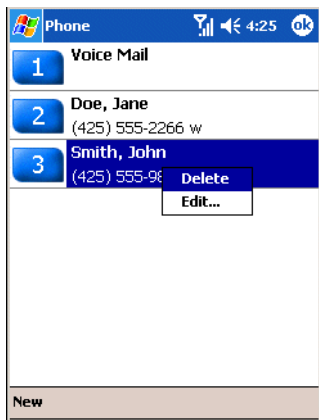 Phone 4:25 ok
1 Voice Mail
2 Doe, Jane
(425) 555-2266 w
3 Smith, John
(425) 555-98
Delete
Edit...
New